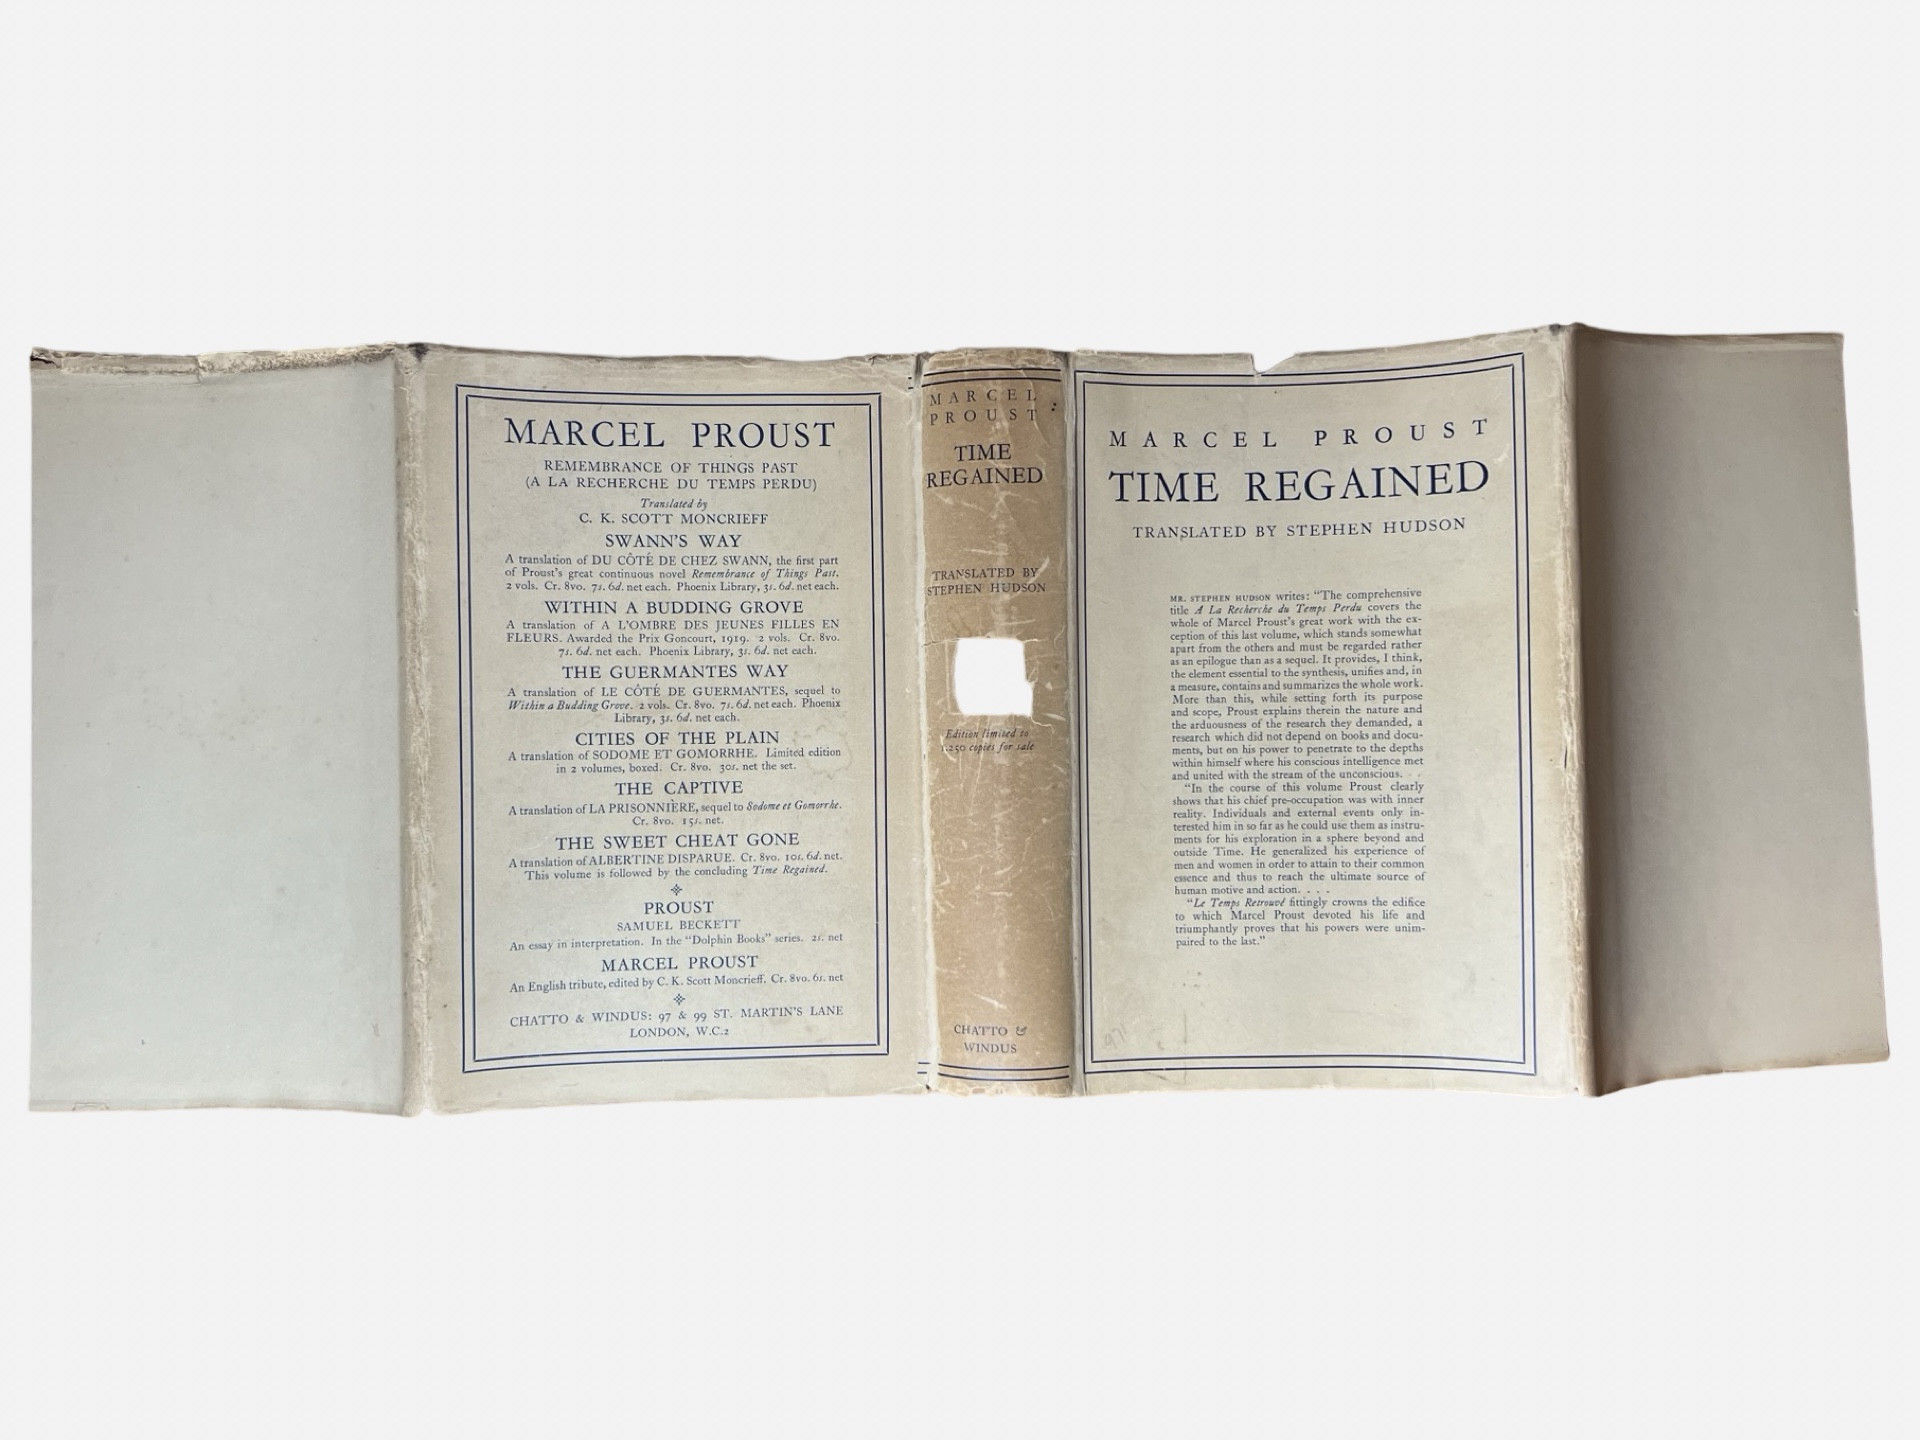 MARCEL PROUST
REMEMBRANCE OF THINGS PAST
(A LA RECHERCHE DU TEMPS PERDU)
Translated by
C. K. SCOTT MONCRIEFF
SWANN'S WAY
A translation of DU CÔTÉ DE CHEZ SWANN, the first part
of Proust's great continuous novel Remembrance of Things Past.
2 vols. Cr. 8vo. 7s. 6d. net each. Phoenix Library, 3s. 6d. net each.
WITHIN A BUDDING GROVE
A translation of A L'OMBRE DES JEUNES FILLES EN
FLEURS. Awarded the Prix Goncourt, 1919. 2 vols. Cr. 8vo.
7s. 6d. net each. Phoenix Library, 3s. 6d. net each.
THE GUERMANTES WAY
A translation of LE CÔTÉ DE GUERMANTES, sequel to
Within a Budding Grove. 2 vols. Cr. 8vo. 7s. 6d. net each. Phoenix
Library, 3s. 6d. net each.
CITIES OF THE PLAIN
A translation of SODOME ET GOMORRHE. Limited edition
in 2 volumes, boxed. Cr. 8vo. 30s. net the set.
THE CAPTIVE
A translation of LA PRISONNIÈRE, sequel to Sodome et Gomorrhe.
Cr. 8vo. 15s. net.
THE SWEET CHEAT GONE
A translation of ALBERTINE DISPARUE. Cr. 8vo. 10s. 6d. net.
This volume is followed by the concluding Time Regained.
PROUST
SAMUEL BECKETT
An essay in interpretation. In the "Dolphin Books" series. 2s. net
MARCEL PROUST
An English tribute, edited by C. K. Scott Moncrieff. Cr. 8vo. 6s. net
CHATTO & WINDUS: 97 & 99 ST. MARTIN'S LANE
LONDON, W.C.2
MARCEL
PROUST :
TIME
REGAINED
TRANSLATED BY
STEPHEN HUDSON
Edition limited to
1250 copies for sale
CHATTO &
WINDUS
MARCEL PROUST
TIME REGAINED
TRANSLATED BY STEPHEN HUDSON
MR. STEPHEN HUDSON writes: "The comprehensive
title A La Recherche du Temps Perdu covers the
whole of Marcel Proust's great work with the ex-
ception of this last volume, which stands somewhat
apart from the others and must be regarded rather
as an epilogue than as a sequel. It provides, I think,
the element essential to the synthesis, unifies and, in
a measure, contains and summarizes the whole work.
More than this, while setting forth its purpose
and scope, Proust explains therein the nature and
the arduousness of the research they demanded, a
research which did not depend on books and docu-
ments, but on his power to penetrate to the depths
within himself where his conscious intelligence met
and united with the stream of the unconscious. . .
"In the course of this volume Proust clearly
shows that his chief pre-occupation was with inner
reality. Individuals and external events only in-
terested him in so far as he could use them as instru-
ments for his exploration in a sphere beyond and
outside Time. He generalized his experience of
men and women in order to attain to their common
essence and thus to reach the ultimate source of
human motive and action. . . .
"Le Temps Retrouvé fittingly crowns the edifice
to which Marcel Proust devoted his life and
triumphantly proves that his powers were unim-
paired to the last."